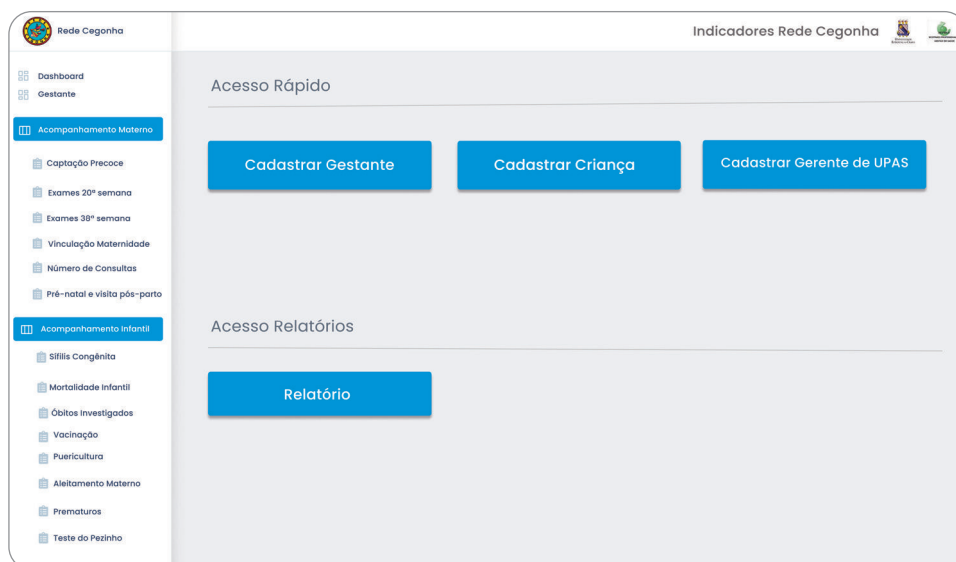 Rede Cegonha
Indicadores Rede Cegonha
Dashboard
Gestante
Acompanhamento Materno
Captação Precoce
Exames 20ª semana
Exames 38ª semana
Vinculação Maternidade
Número de Consultas
Pré-natal e visita pós-parto
Acompanhamento Infantil
Sífilis Congênita
Mortalidade Infantil
Óbitos Investigados
Vacinação
Puericultura
Aleitamento Materno
Prematuros
Teste do Pezinho
Acesso Rápido
Cadastrar Gestante
Cadastrar Criança
Cadastrar Gerente de UPAS
Acesso Relatórios
Relatório